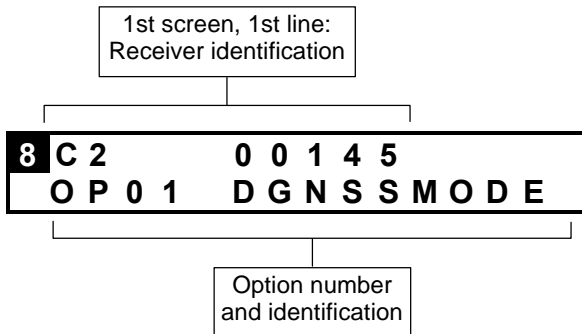 1st screen, 1st line:
Receiver identification
8 C2 00145
OP01 DGNSSMODE
Option number
and identification